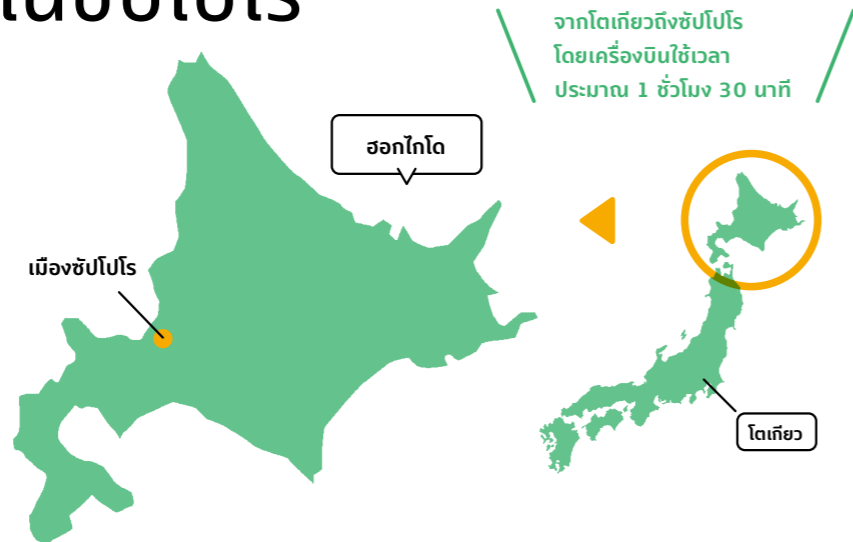 จากโตเกียวถึงซัปโปโร
โดยเครื่องบินใช้เวลา
ประมาณ 1 ชั่วโมง 30 นาที
ฮอกไกโด
เมืองซัปโปโร
โตเกียว